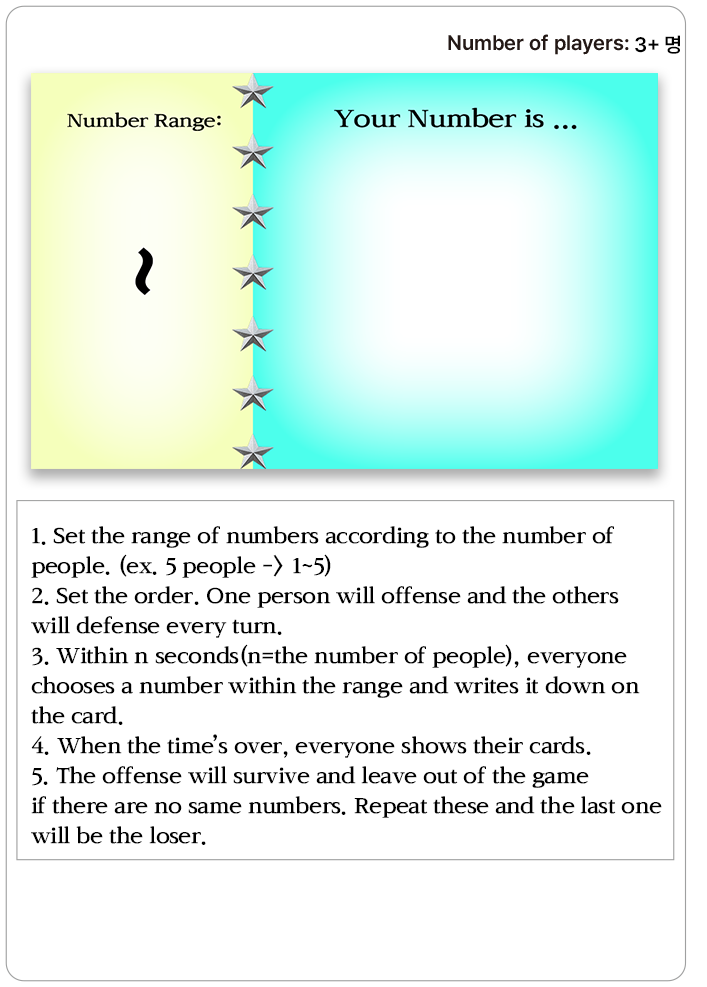 Number of players: 3+ 명
Number Range:
~
Your Number is ...
1. Set the range of numbers according to the number of
people. (ex. 5 people -> 1~5)
2. Set the order. One person will offense and the others
will defense every turn.
3. Within n seconds(n=the number of people), everyone
chooses a number within the range and writes it down on
the card.
4. When the time's over, everyone shows their cards.
5. The offense will survive and leave out of the game
if there are no same numbers. Repeat these and the last one
will be the loser.